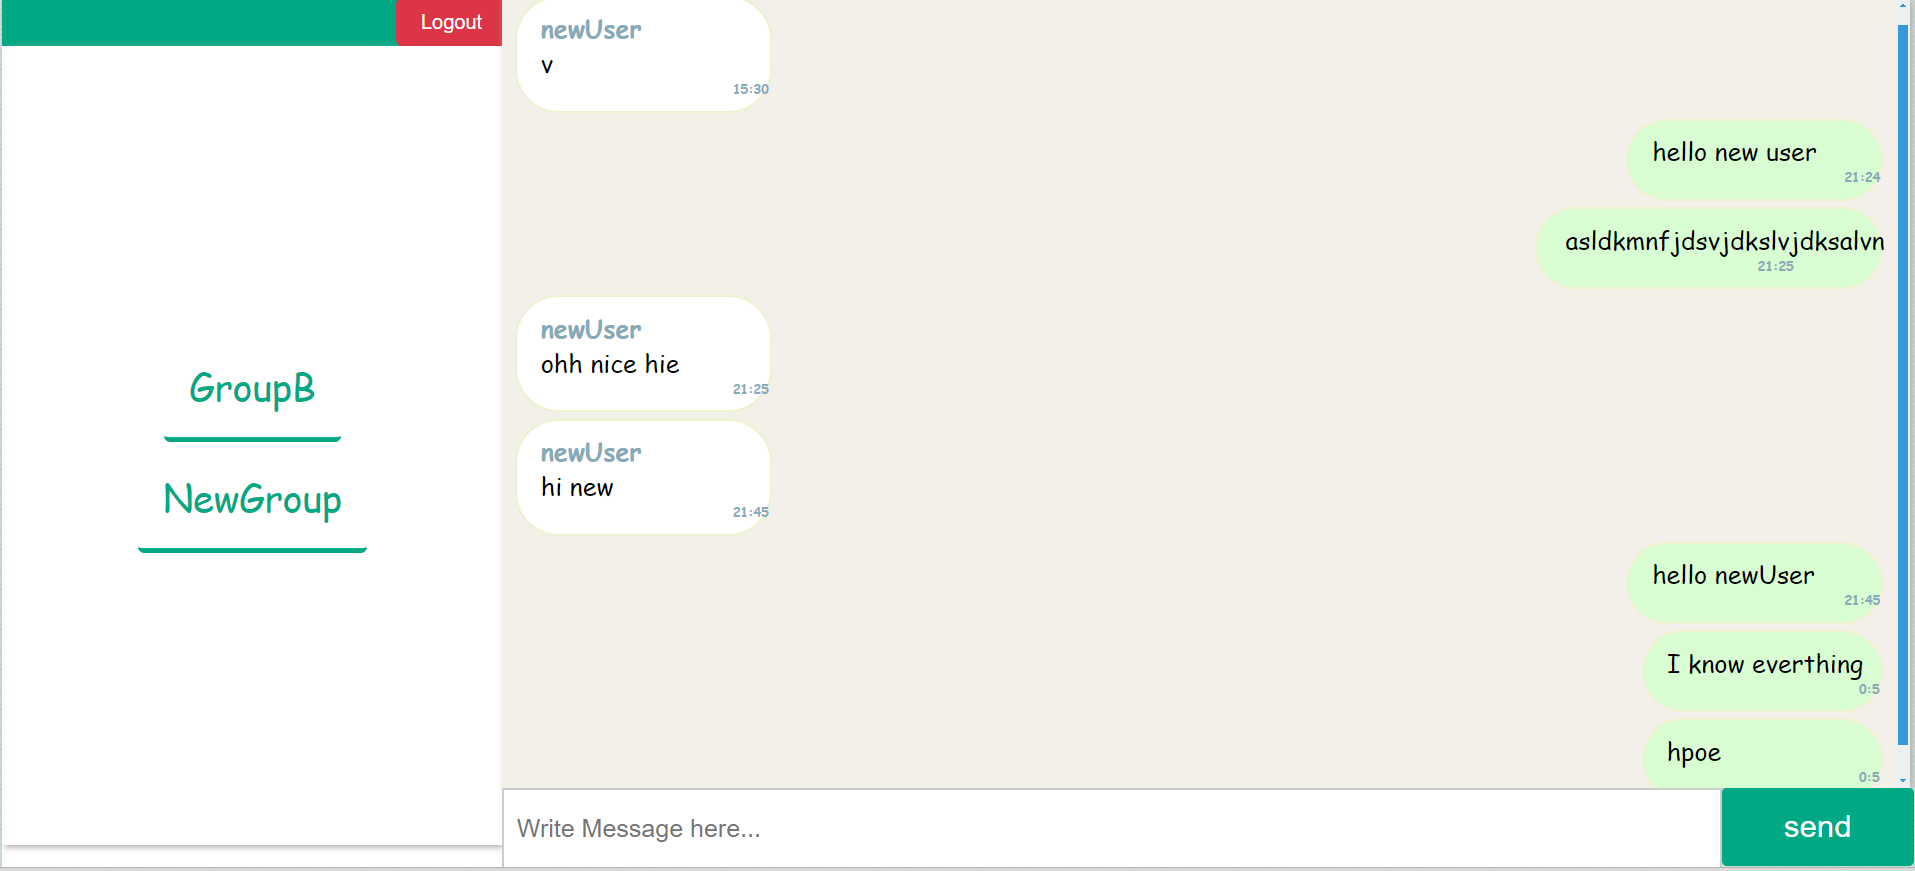 Logout
GroupB
NewGroup
newUser
v
15:30
hello new user
21:24
asldkmnfjdsvjdkslvjdksalvn
21:25
newUser
ohh nice hie
21:25
newUser
hi new
21:45
hello newUser
21:45
I know everthing
0:5
hpoe
0:5
Write Message here...
send